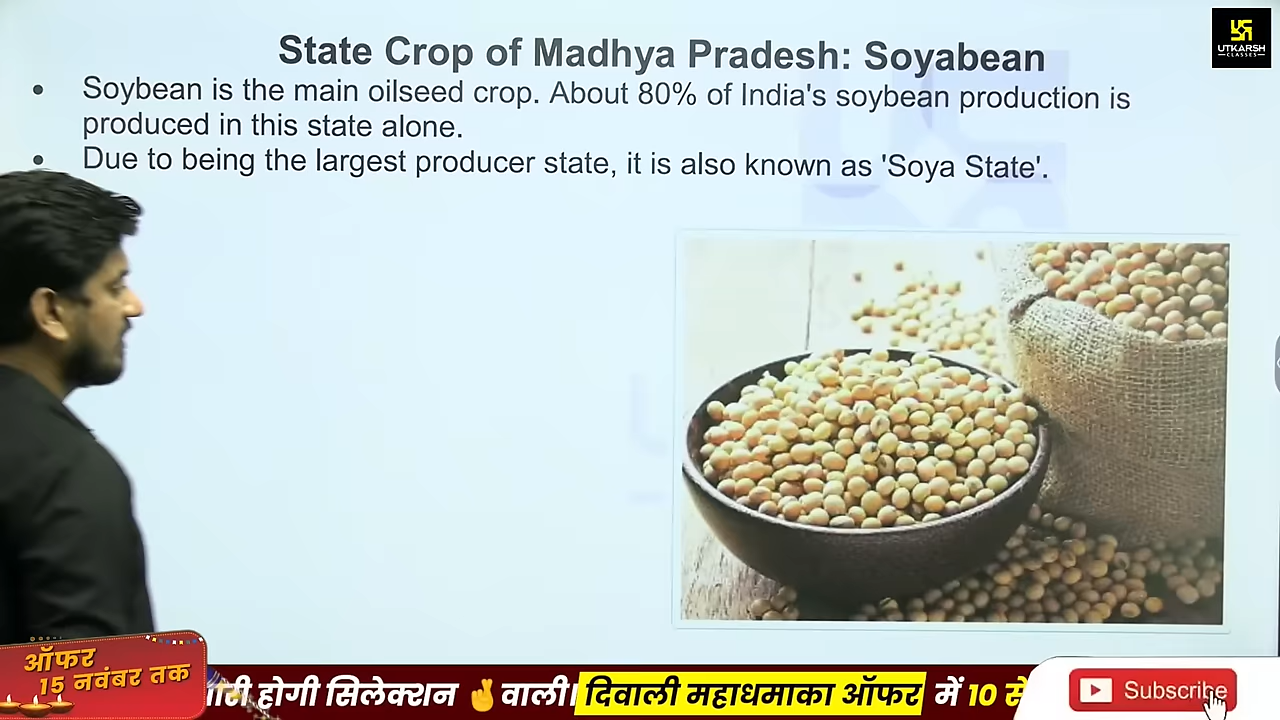 State Crop of Madhya Pradesh: Soyabean
UTKARSH
CLASSES
• Soybean is the main oilseed crop. About 80% of India's soybean production is
produced in this state alone.
• Due to being the largest producer state, it is also known as 'Soya State'.
ऑफर
15 नवंबर तक
होगी सिलेक्शन 🤞वाली। दिवाली महाधमाका ऑफर में 10 से
Subscribe